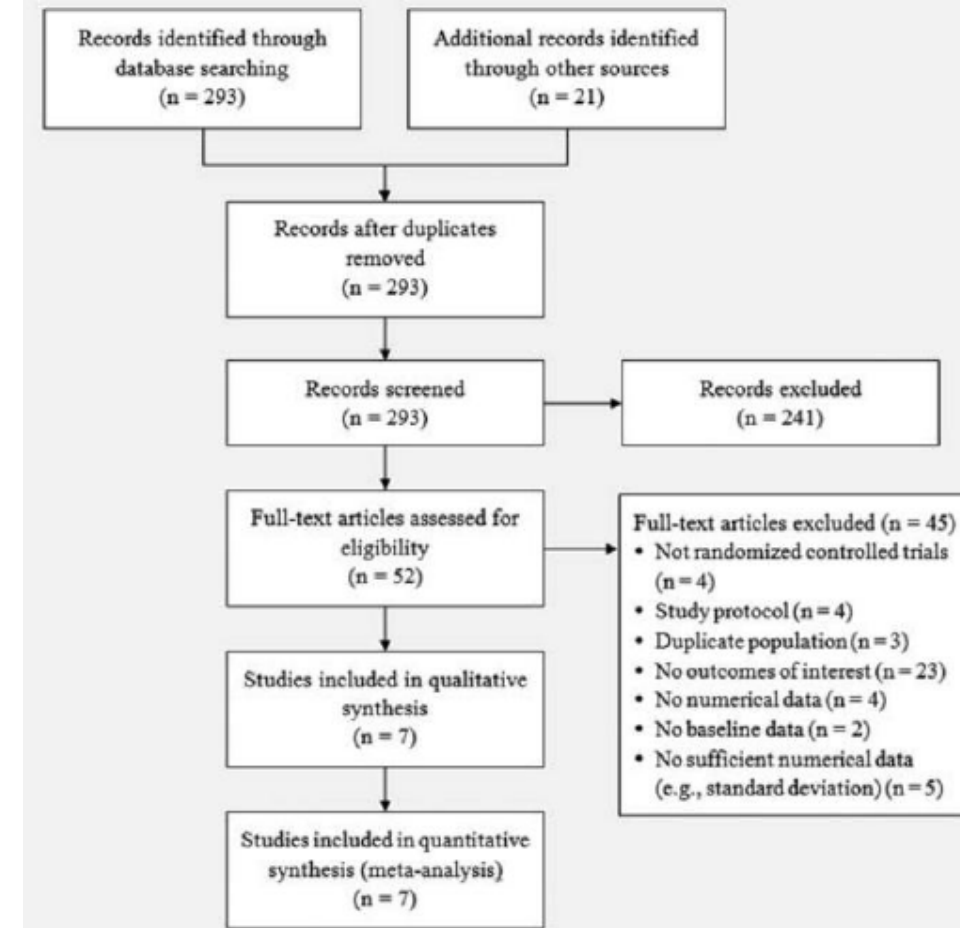 Records identified through
database searching
(n = 293)
Additional records identified
through other sources
(n = 21)
Records after duplicates
removed
(n = 293)
Records screened
(n = 293)
Records excluded
(n = 241)
Full-text articles assessed for
eligibility
(n = 52)
Full-text articles excluded (n = 45)
• Not randomized controlled trials
(n = 4)
• Study protocol (n = 4)
• Duplicate population (n = 3)
• No outcomes of interest (n = 23)
• No numerical data (n = 4)
• No baseline data (n = 2)
• No sufficient numerical data
(e.g., standard deviation) (n = 5)
Studies included in qualitative
synthesis
(n = 7)
Studies included in quantitative
synthesis (meta-analysis)
(n = 7)